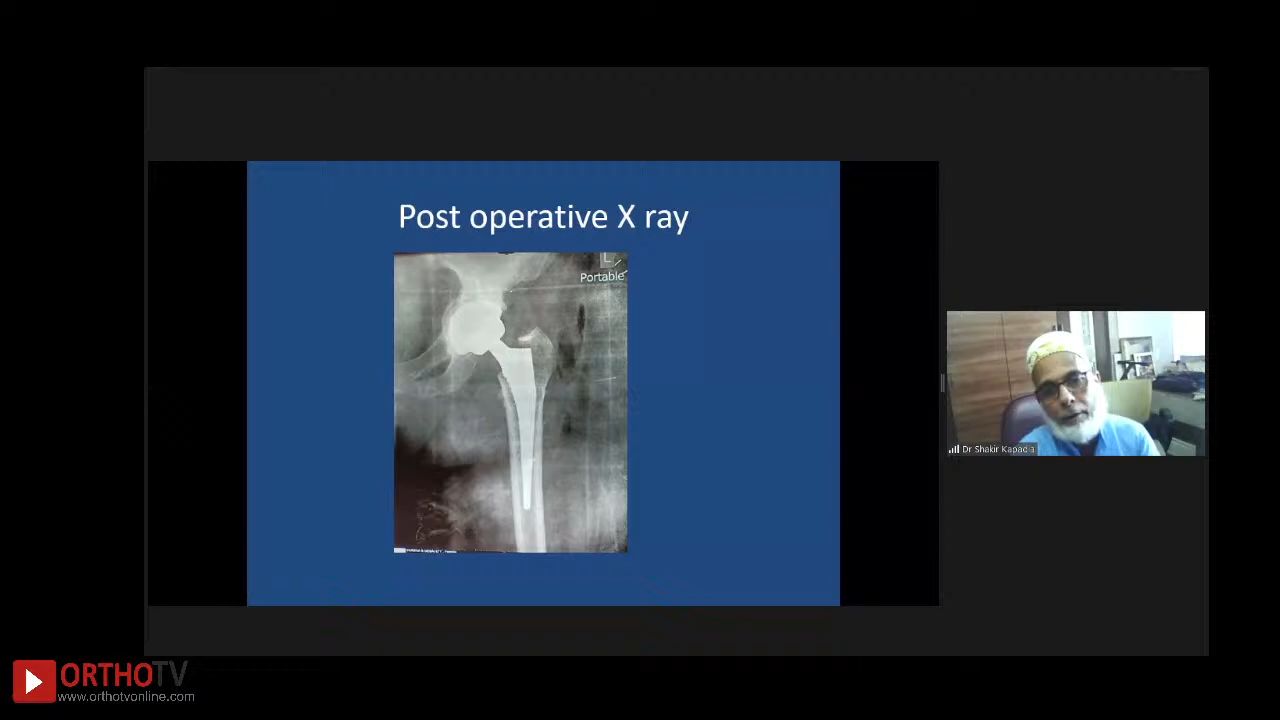 Post operative X ray
L
Portable
Dr Shakir Kapadia
ORTHOTV
www.orthotvonline.com